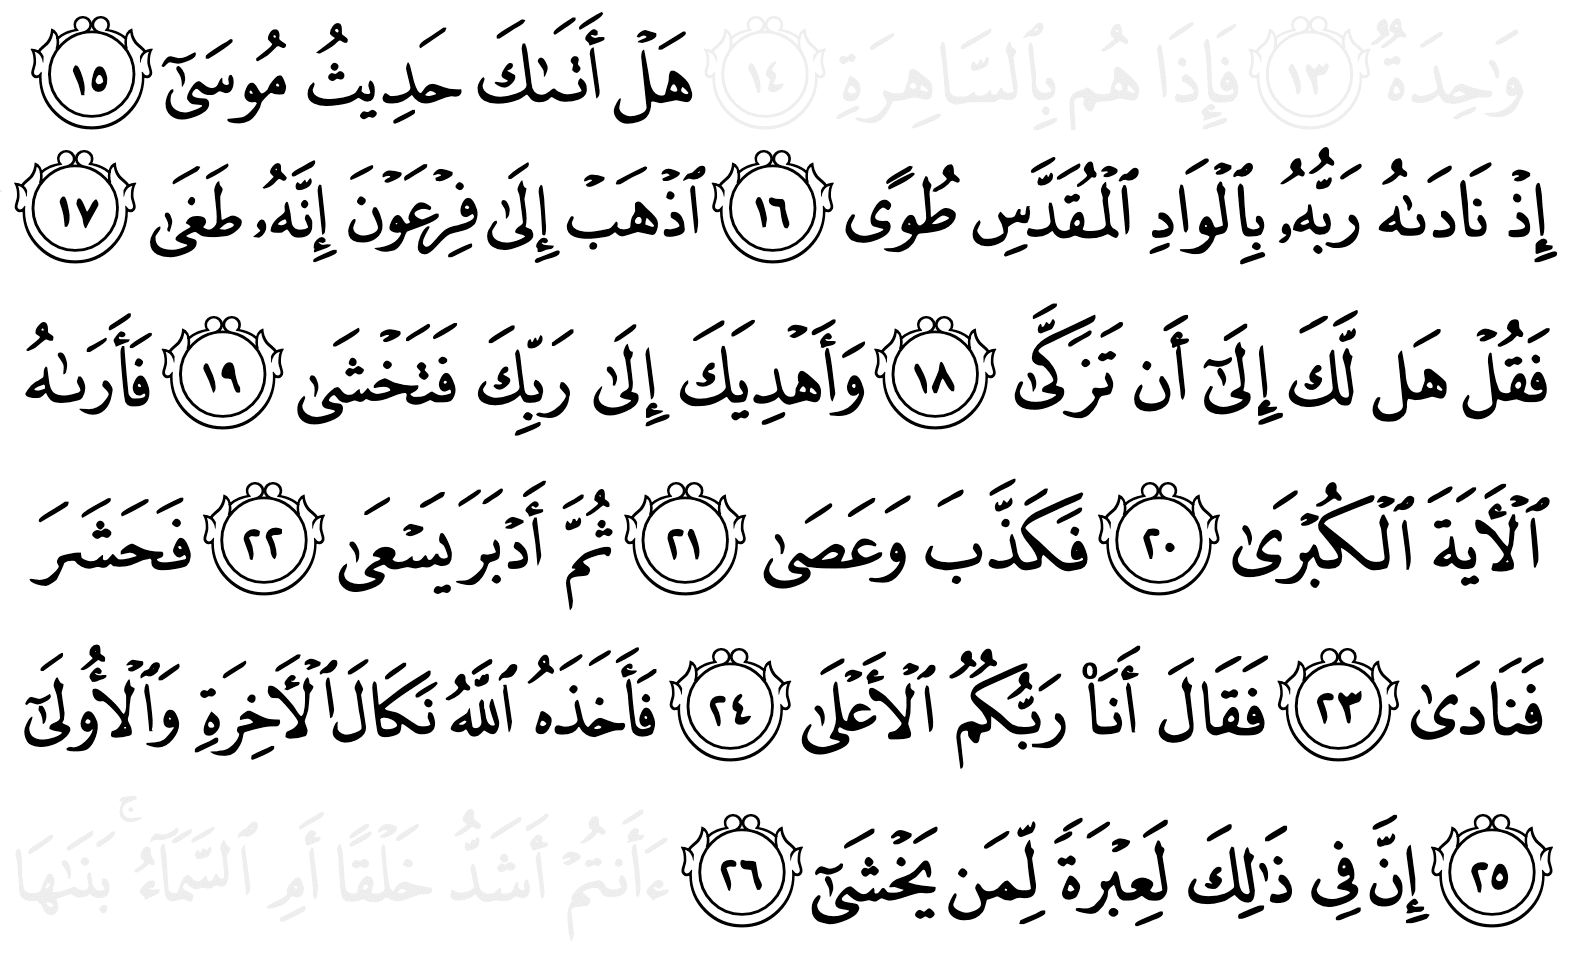 وَٰحِدَةٌ ١٣ فَإِذَا هُم بِٱلسَّاهِرَةِ ١٤ هَلْ أَتَىٰكَ حَدِيثُ مُوسَىٰٓ ١٥
إِذْ نَادَىٰهُ رَبُّهُۥ بِٱلْوَادِ ٱلْمُقَدَّسِ طُوًى ١٦ ٱذْهَبْ إِلَىٰ فِرْعَوْنَ إِنَّهُۥ طَغَىٰ ١٧
فَقُلْ هَل لَّكَ إِلَىٰٓ أَن تَزَكَّىٰ ١٨ وَأَهْدِيَكَ إِلَىٰ رَبِّكَ فَتَخْشَىٰ ١٩ فَأَرَىٰهُ
ٱلْأَيَةَ ٱلْكُبْرَىٰ ٢٠ فَكَذَّبَ وَعَصَىٰ ٢١ ثُمَّ أَدْبَرَ يَسْعَىٰ ٢٢ فَحَشَرَ
فَنَادَىٰ ٢٣ فَقَالَ أَنَا۠ رَبُّكُمُ ٱلْأَعْلَىٰ ٢٤ فَأَخَذَهُ ٱللَّهُ نَكَالَ ٱلْأَخِرَةِ وَٱلْأُولَىٰٓ
٢٥ إِنَّ فِى ذَٰلِكَ لَعِبْرَةً لِّمَن يَخْشَىٰٓ ٢٦ ءَأَنتُمْ أَشَدُّ خَلْقًا أَمِ ٱلسَّمَآءُ ۚ بَنَىٰهَا